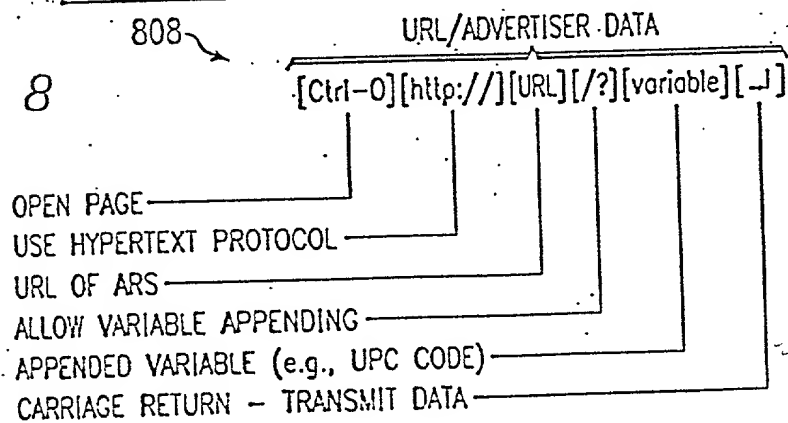 808 URL/ADVERTISER DATA
8 [Ctrl-O][http://][URL][/?][variable][↵]
OPEN PAGE
USE HYPERTEXT PROTOCOL
URL OF ARS
ALLOW VARIABLE APPENDING
APPENDED VARIABLE (e.g., UPC CODE)
CARRIAGE RETURN – TRANSMIT DATA